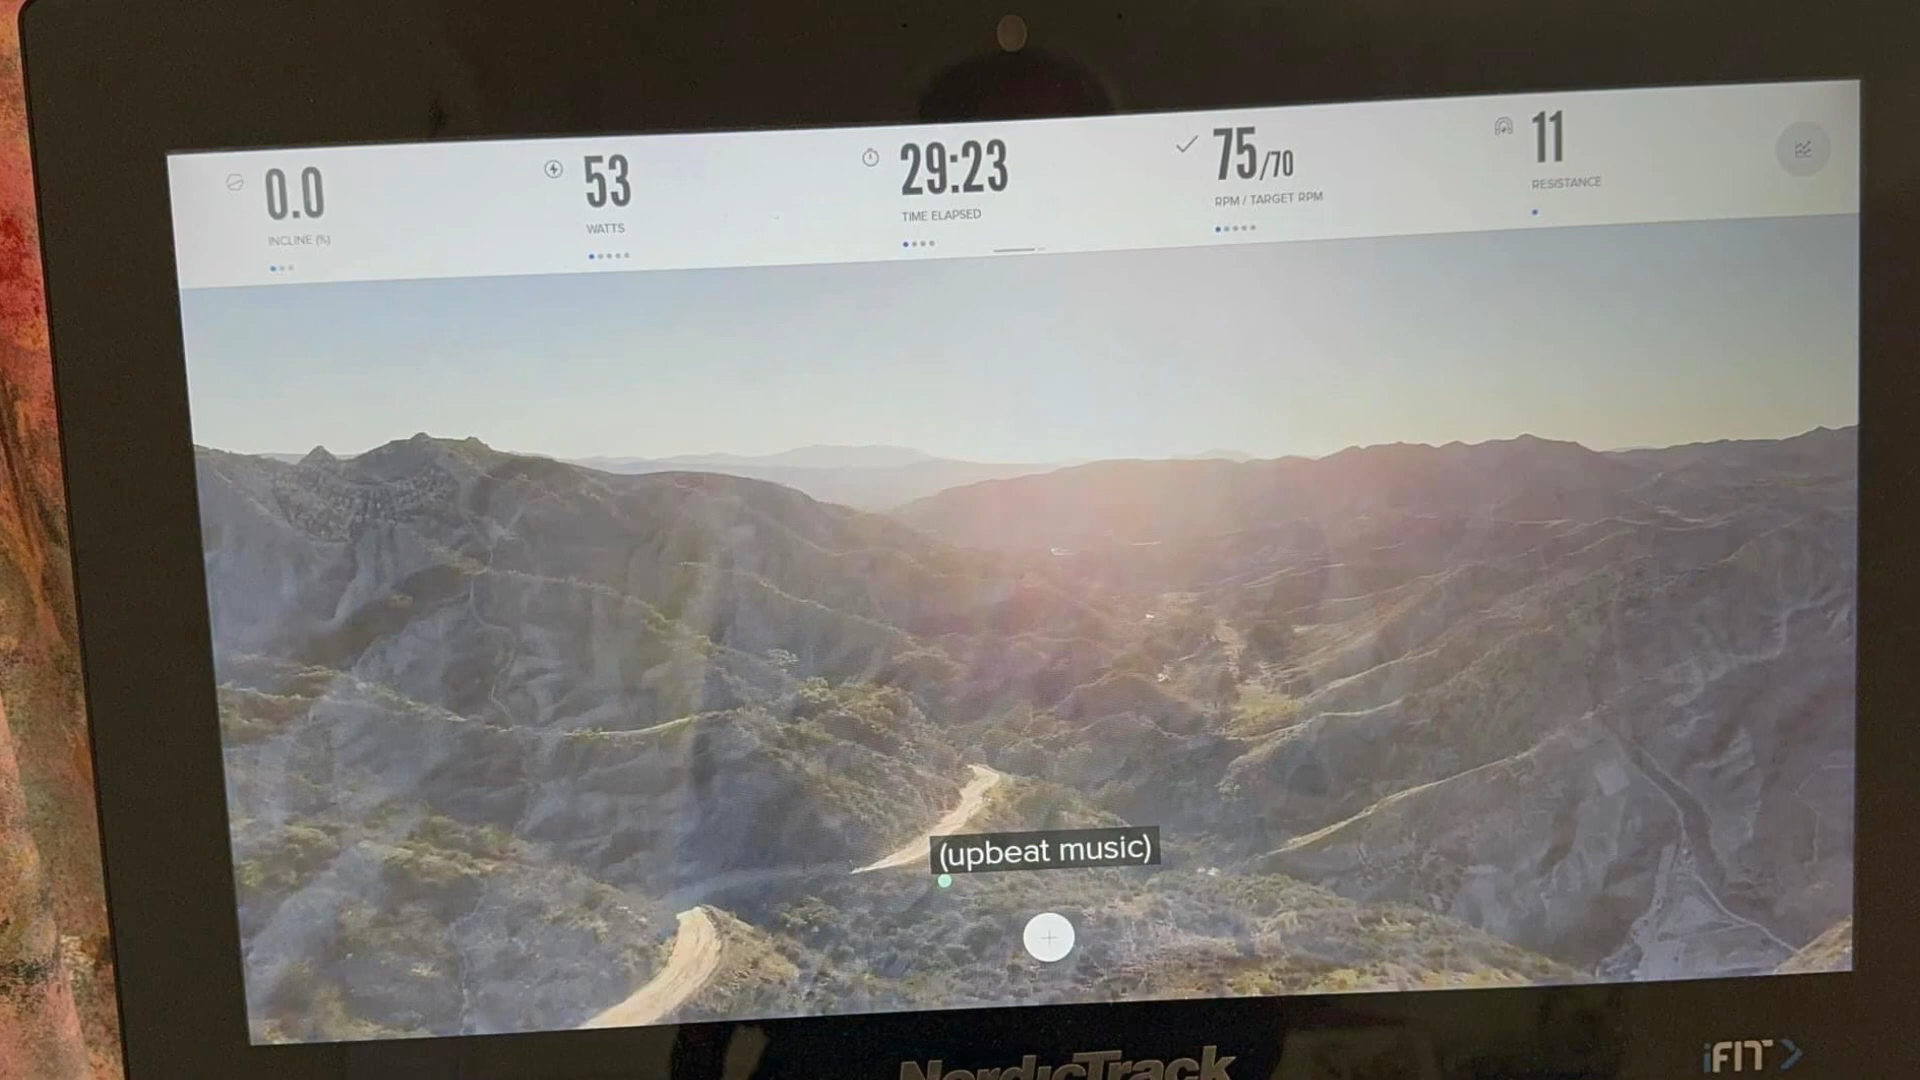 0.0
INCLINE (%)
53
WATTS
29:23
TIME ELAPSED
75/70
RPM / TARGET RPM
11
RESISTANCE
(upbeat music)
NordicTrack
iFIT